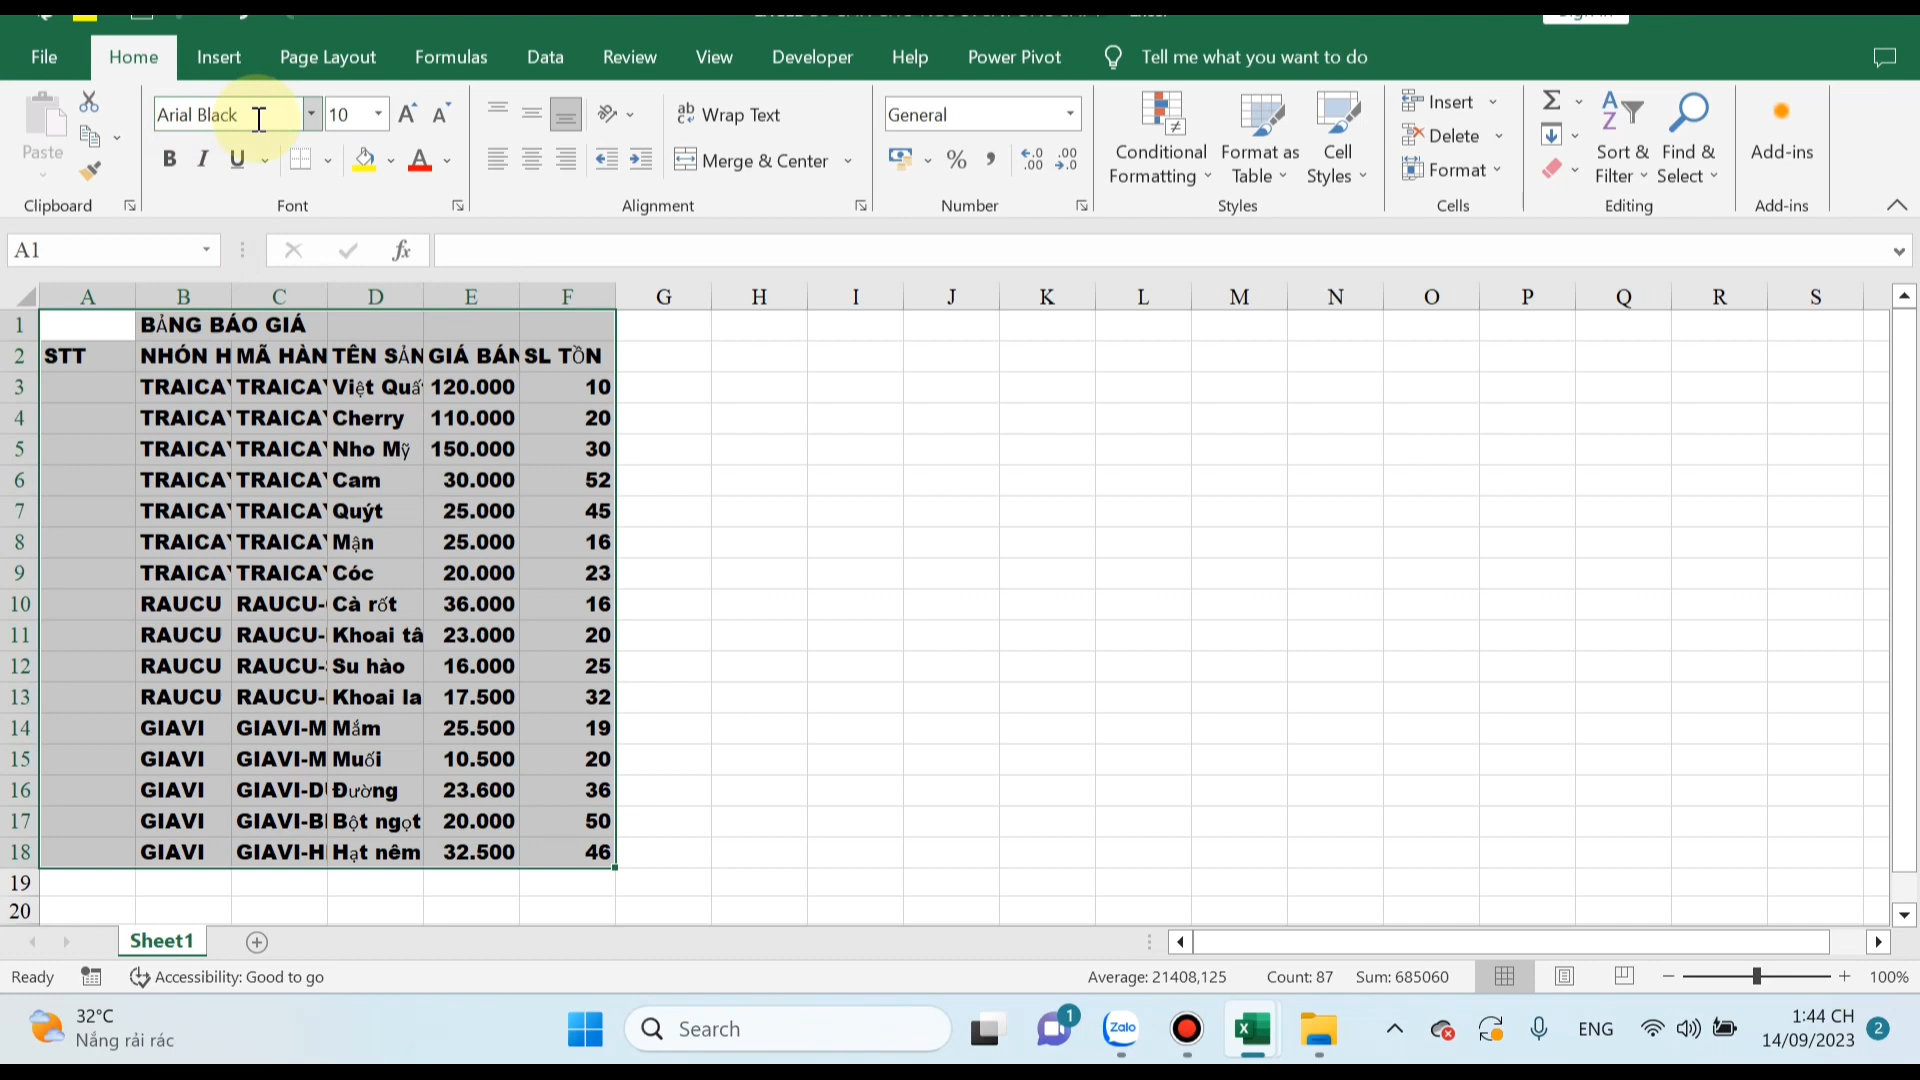 File Home Insert Page Layout Formulas Data Review View Developer Help Power Pivot Tell me what you want to do
Arial Black 10 Wrap Text General Insert
Paste Merge & Center Conditional Formatting Format as Table Cell Styles Delete Sort & Filter Find & Select Add-ins
Format
Clipboard Font Alignment Number Styles Cells Editing Add-ins
A1 fx
A B C D E F G H I J K L M N O P Q R S
1 BẢNG BÁO GIÁ
2 STT NHÓN H MÃ HÀN TÊN SẢN GIÁ BÁN SL TỒN
3 TRAICA TRAICA Việt Quấ 120.000 10
4 TRAICA TRAICA Cherry 110.000 20
5 TRAICA TRAICA Nho Mỹ 150.000 30
6 TRAICA TRAICA Cam 30.000 52
7 TRAICA TRAICA Quýt 25.000 45
8 TRAICA TRAICA Mận 25.000 16
9 TRAICA TRAICA Cóc 20.000 23
10 RAUCU RAUCU- Cà rốt 36.000 16
11 RAUCU RAUCU- Khoai tâ 23.000 20
12 RAUCU RAUCU- Su hào 16.000 25
13 RAUCU RAUCU- Khoai la 17.500 32
14 GIAVI GIAVI-M Mắm 25.500 19
15 GIAVI GIAVI-M Muối 10.500 20
16 GIAVI GIAVI-D Đường 23.600 36
17 GIAVI GIAVI-B Bột ngọt 20.000 50
18 GIAVI GIAVI-H Hạt nêm 32.500 46
19
20
Sheet1
Ready Accessibility: Good to go Average: 21408,125 Count: 87 Sum: 685060 100%
32°C 1 1:44 CH
Nắng rải rác Search Zalo ENG 14/09/2023 2